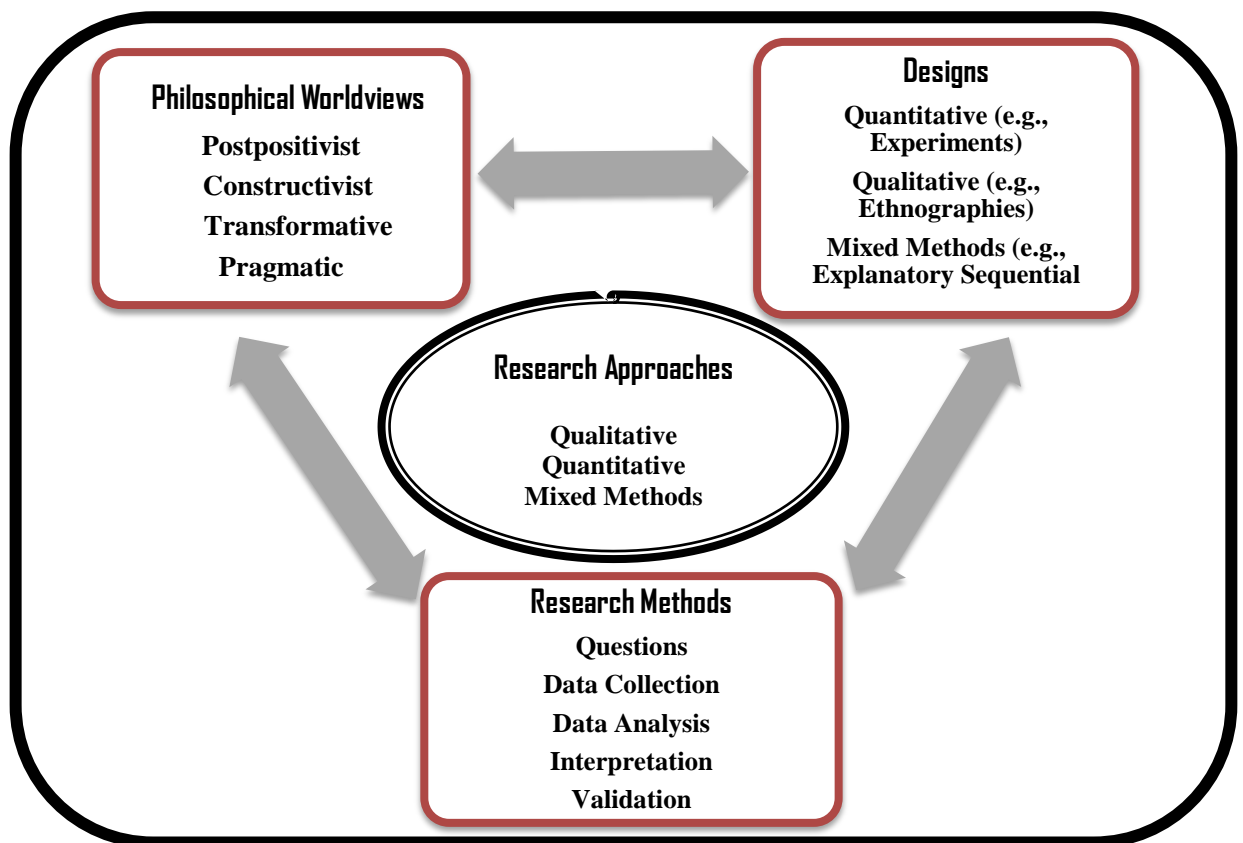 Philosophical Worldviews
Postpositivist
Constructivist
Transformative
Pragmatic
Designs
Quantitative (e.g.,
Experiments)
Qualitative (e.g.,
Ethnographies)
Mixed Methods (e.g.,
Explanatory Sequential
Research Approaches
Qualitative
Quantitative
Mixed Methods
Research Methods
Questions
Data Collection
Data Analysis
Interpretation
Validation